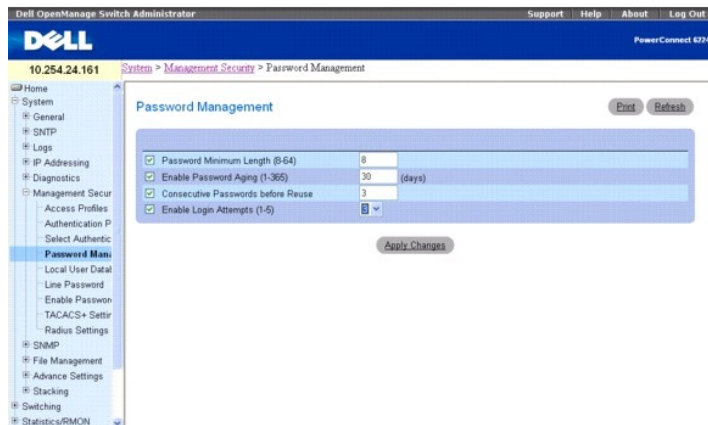 Dell OpenManage Switch Administrator Support Help About Log Out
DELL
PowerConnect 6224
10.254.24.161
System > Management Security > Password Management
Home
System
General
SNTP
Logs
IP Addressing
Diagnostics
Management Secur
Access Profiles
Authentication P
Select Authentic
Password Man
Local User Datal
Line Password
Enable Passwor
TACACS+ Settir
Radius Settings
SNMP
File Management
Advance Settings
Stacking
Switching
Statistics/RMON
Password Management
Print Refresh
Password Minimum Length (8-64) 8
Enable Password Aging (1-365) 30 (days)
Consecutive Passwords before Reuse 3
Enable Login Attempts (1-5) 3
Apply Changes